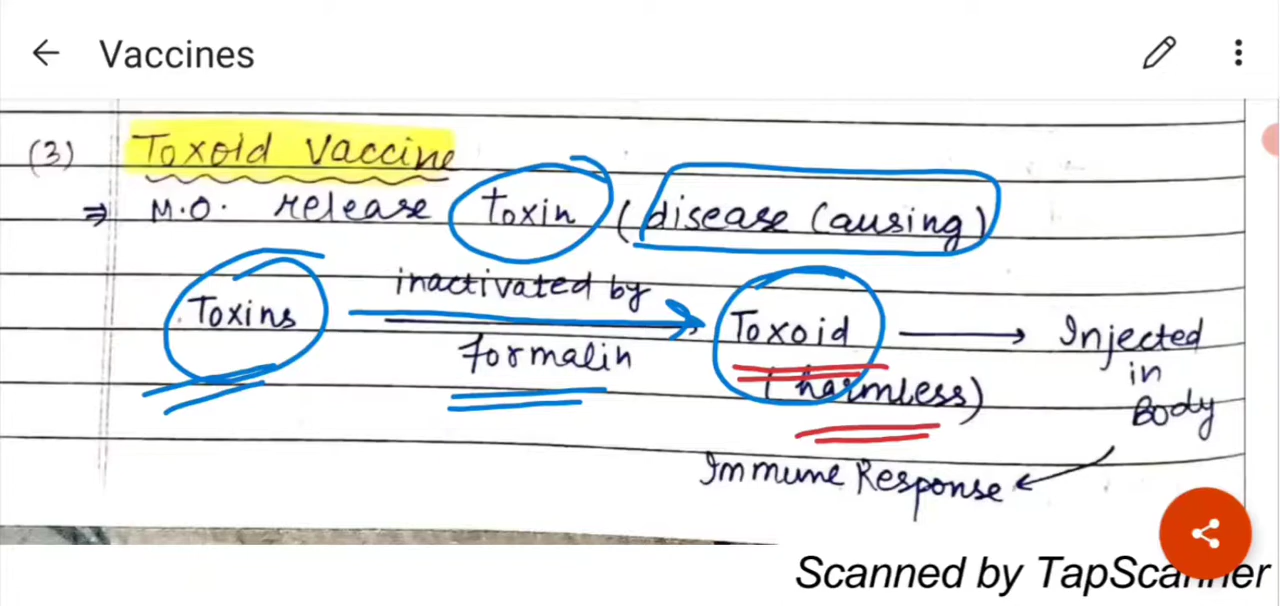 Vaccines
(3) Toxoid Vaccine
⇒ M.O. release toxin (disease causing)
Toxins inactivated by formalin → Toxoid (harmless) → Injected in Body
Immune Response
Scanned by TapScanner